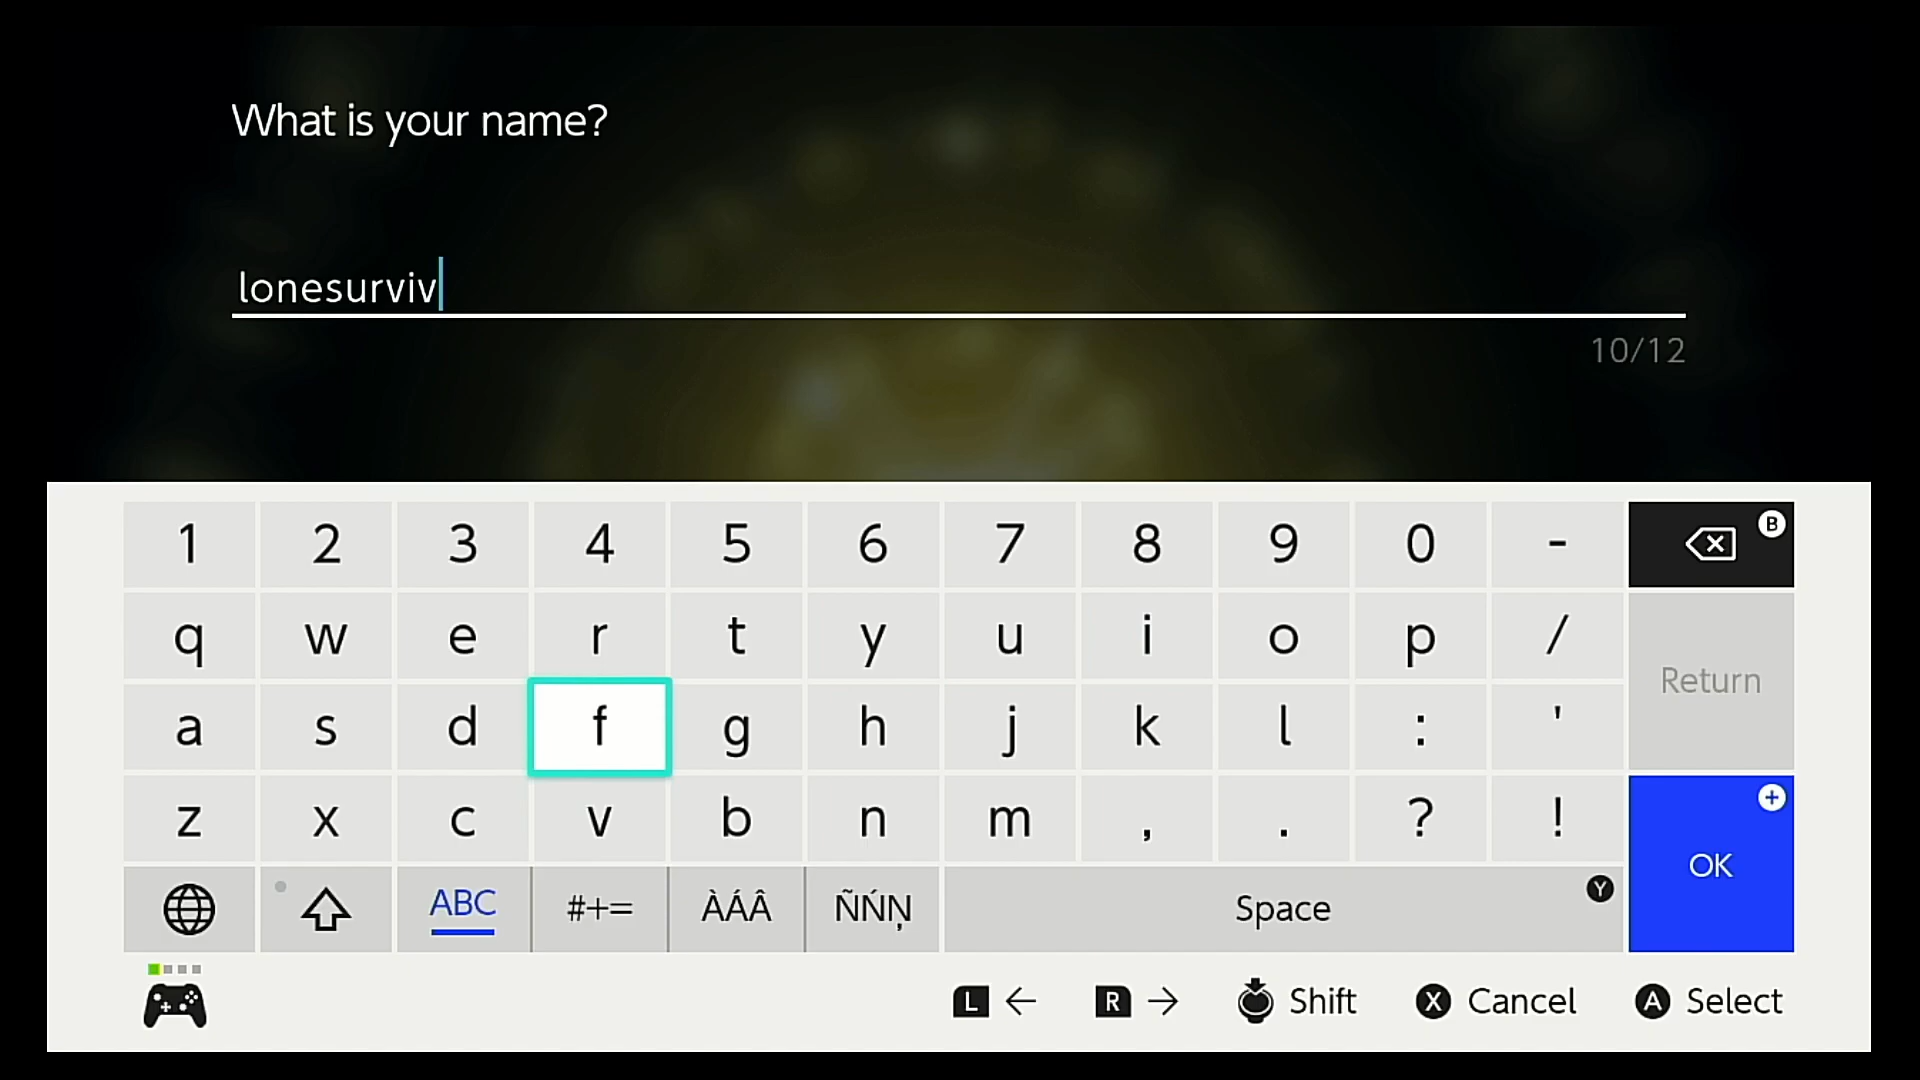 What is your name?
lonesurviv
10/12
1 2 3 4 5 6 7 8 9 0 - B
q w e r t y u i o p /
Return
a s d f g h j k l : '
z x c v b n m , . ? ! +
OK
ABC #+= ÀÁÂ ÑŃŅ Space Y
L ← R → Shift X Cancel A Select